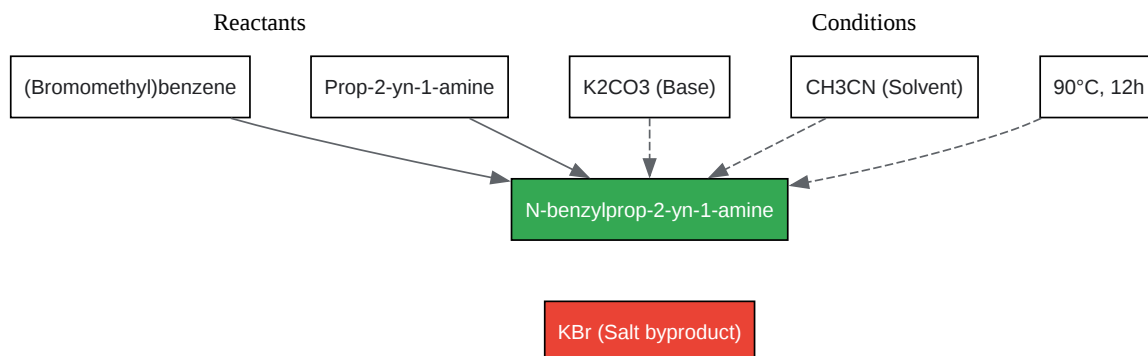 Reactants
Conditions
(Bromomethyl)benzene
Prop-2-yn-1-amine
K2CO3 (Base)
CH3CN (Solvent)
90°C, 12h
N-benzylprop-2-yn-1-amine
KBr (Salt byproduct)